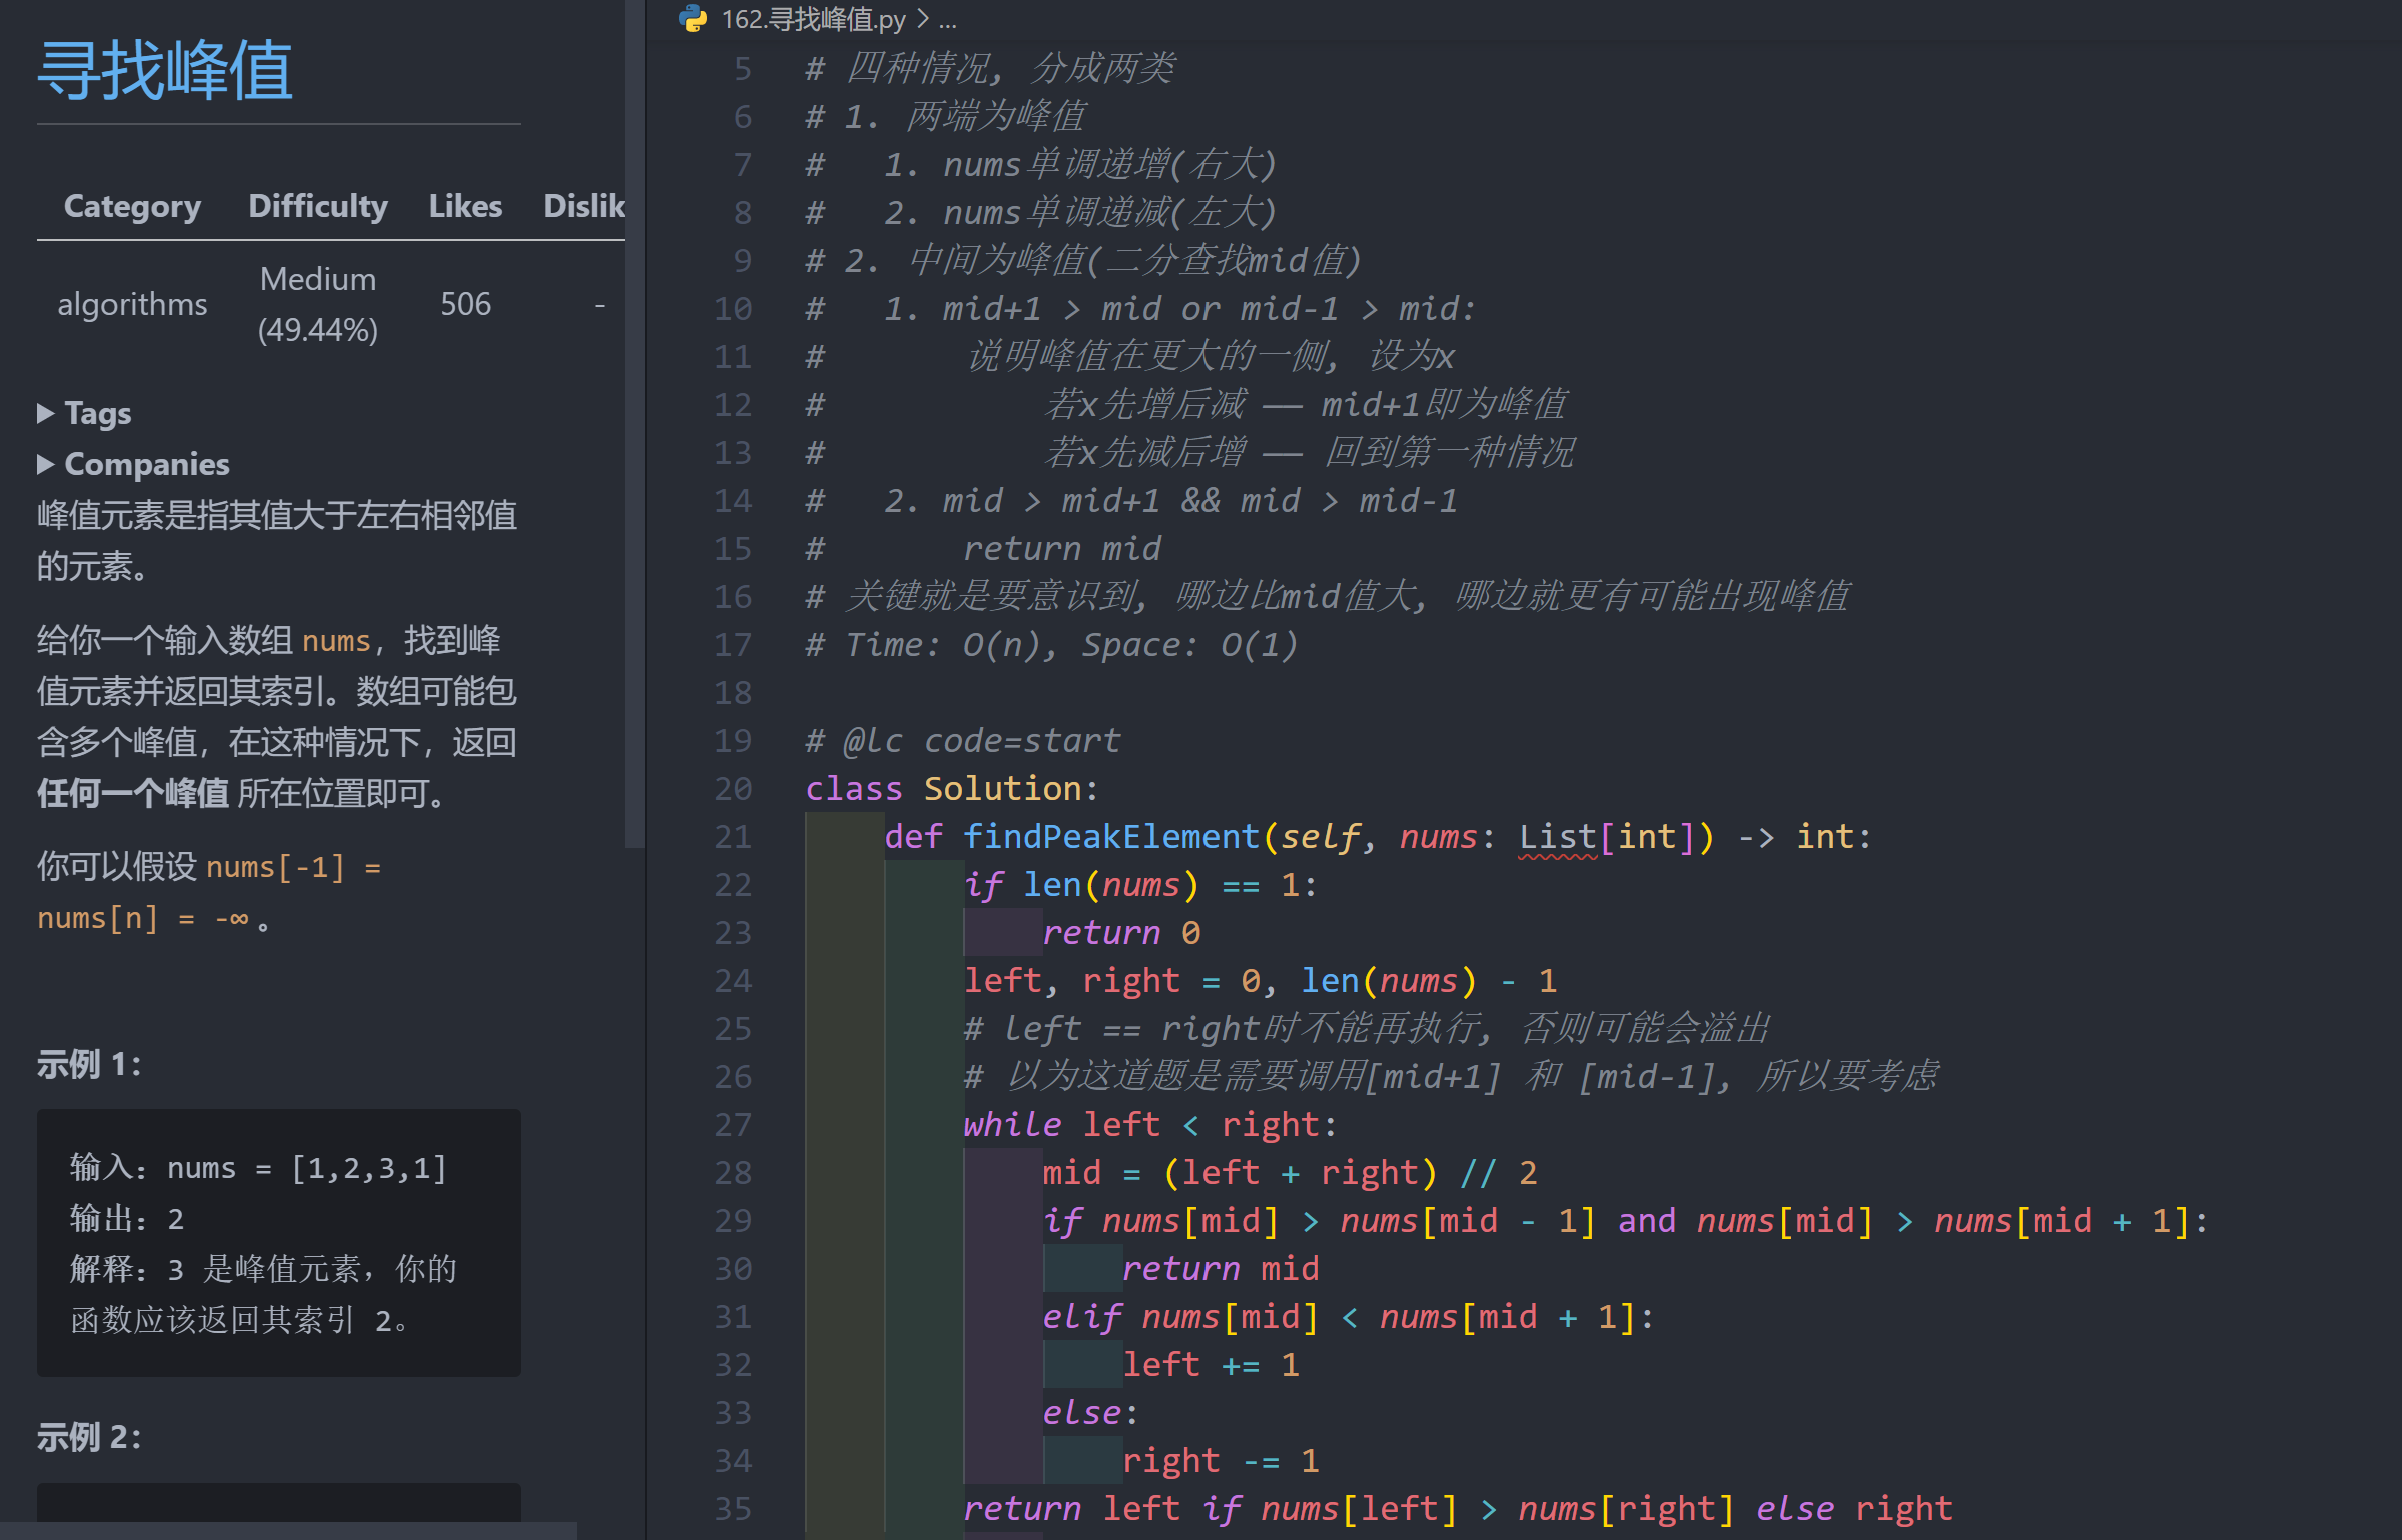 寻找峰值
Category Difficulty Likes Dislik
algorithms Medium (49.44%) 506 -
▶ Tags
▶ Companies
峰值元素是指其值大于左右相邻值
的元素。
给你一个输入数组 nums，找到峰
值元素并返回其索引。数组可能包
含多个峰值，在这种情况下，返回
任何一个峰值 所在位置即可。
你可以假设 nums[-1] =
nums[n] = -∞ 。
示例 1：
输入：nums = [1,2,3,1]
输出：2
解释：3 是峰值元素，你的
函数应该返回其索引 2。
示例 2：
162.寻找峰值.py > ...
5 # 四种情况, 分成两类
6 # 1. 两端为峰值
7 #   1. nums单调递增(右大)
8 #   2. nums单调递减(左大)
9 # 2. 中间为峰值(二分查找mid值)
10 #   1. mid+1 > mid or mid-1 > mid:
11 #       说明峰值在更大的一侧, 设为x
12 #           若x先增后减 —— mid+1即为峰值
13 #           若x先减后增 —— 回到第一种情况
14 #   2. mid > mid+1 && mid > mid-1
15 #       return mid
16 # 关键就是要意识到, 哪边比mid值大, 哪边就更有可能出现峰值
17 # Time: O(n), Space: O(1)
18
19 # @lc code=start
20 class Solution:
21     def findPeakElement(self, nums: List[int]) -> int:
22         if len(nums) == 1:
23             return 0
24         left, right = 0, len(nums) - 1
25         # left == right时不能再执行, 否则可能会溢出
26         # 以为这道题是需要调用[mid+1] 和 [mid-1], 所以要考虑
27         while left < right:
28             mid = (left + right) // 2
29             if nums[mid] > nums[mid - 1] and nums[mid] > nums[mid + 1]:
30                 return mid
31             elif nums[mid] < nums[mid + 1]:
32                 left += 1
33             else:
34                 right -= 1
35         return left if nums[left] > nums[right] else right